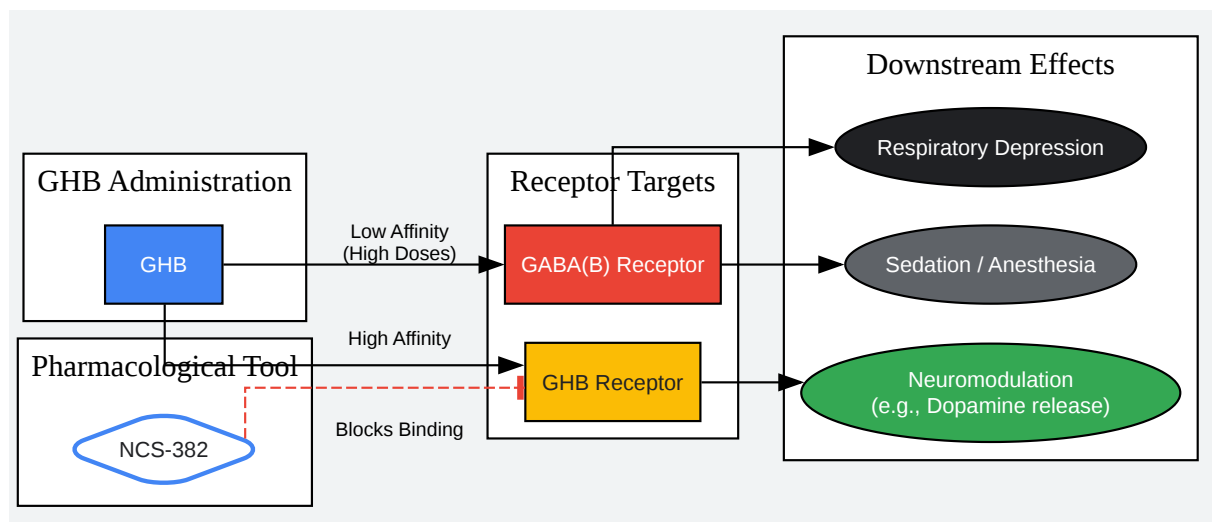 GHB Administration
GHB
Pharmacological Tool
NCS-382
Low Affinity
(High Doses)
High Affinity
Blocks Binding
Receptor Targets
GABA(B) Receptor
GHB Receptor
Downstream Effects
Respiratory Depression
Sedation / Anesthesia
Neuromodulation
(e.g., Dopamine release)